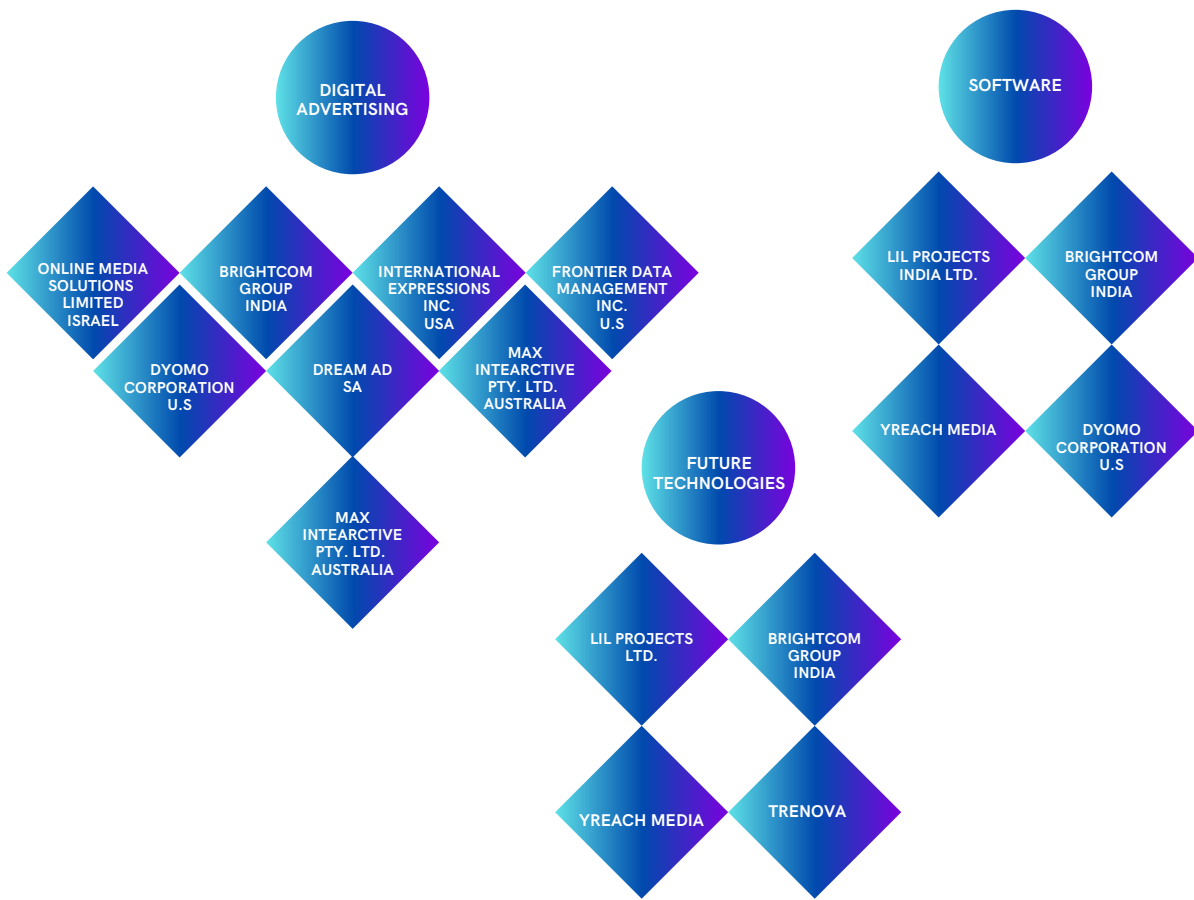 DIGITAL
ADVERTISING
ONLINE MEDIA
SOLUTIONS
LIMITED
ISRAEL
BRIGHTCOM
GROUP
INDIA
INTERNATIONAL
EXPRESSIONS
INC.
USA
FRONTIER DATA
MANAGEMENT
INC.
U.S
DYOMO
CORPORATION
U.S
DREAM AD
SA
MAX
INTEARCTIVE
PTY. LTD.
AUSTRALIA
MAX
INTEARCTIVE
PTY. LTD.
AUSTRALIA
SOFTWARE
LIL PROJECTS
INDIA LTD.
BRIGHTCOM
GROUP
INDIA
YREACH MEDIA
DYOMO
CORPORATION
U.S
FUTURE
TECHNOLOGIES
LIL PROJECTS
LTD.
BRIGHTCOM
GROUP
INDIA
YREACH MEDIA
TRENOVA